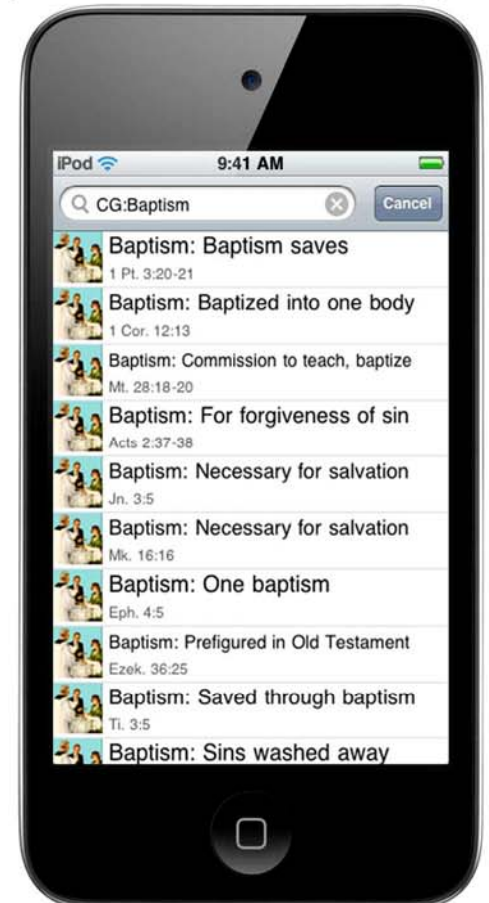 iPod 9:41 AM
CG:Baptism Cancel
Baptism: Baptism saves
1 Pt. 3:20-21
Baptism: Baptized into one body
1 Cor. 12:13
Baptism: Commission to teach, baptize
Mt. 28:18-20
Baptism: For forgiveness of sin
Acts 2:37-38
Baptism: Necessary for salvation
Jn. 3:5
Baptism: Necessary for salvation
Mk. 16:16
Baptism: One baptism
Eph. 4:5
Baptism: Prefigured in Old Testament
Ezek. 36:25
Baptism: Saved through baptism
Ti. 3:5
Baptism: Sins washed away